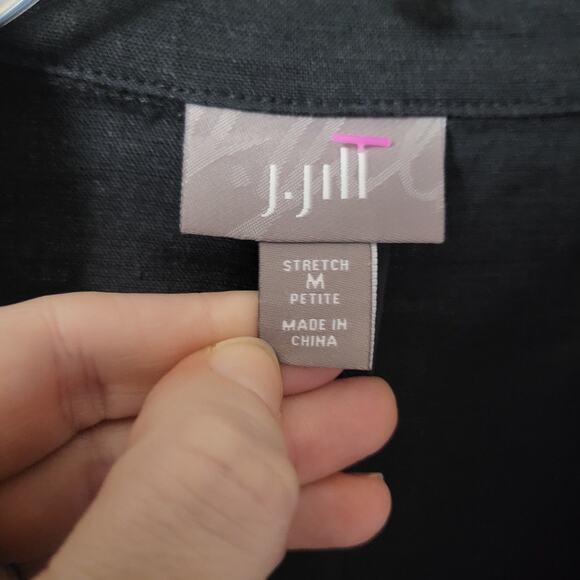 J.Jill
STRETCH
M
PETITE
MADE IN
CHINA